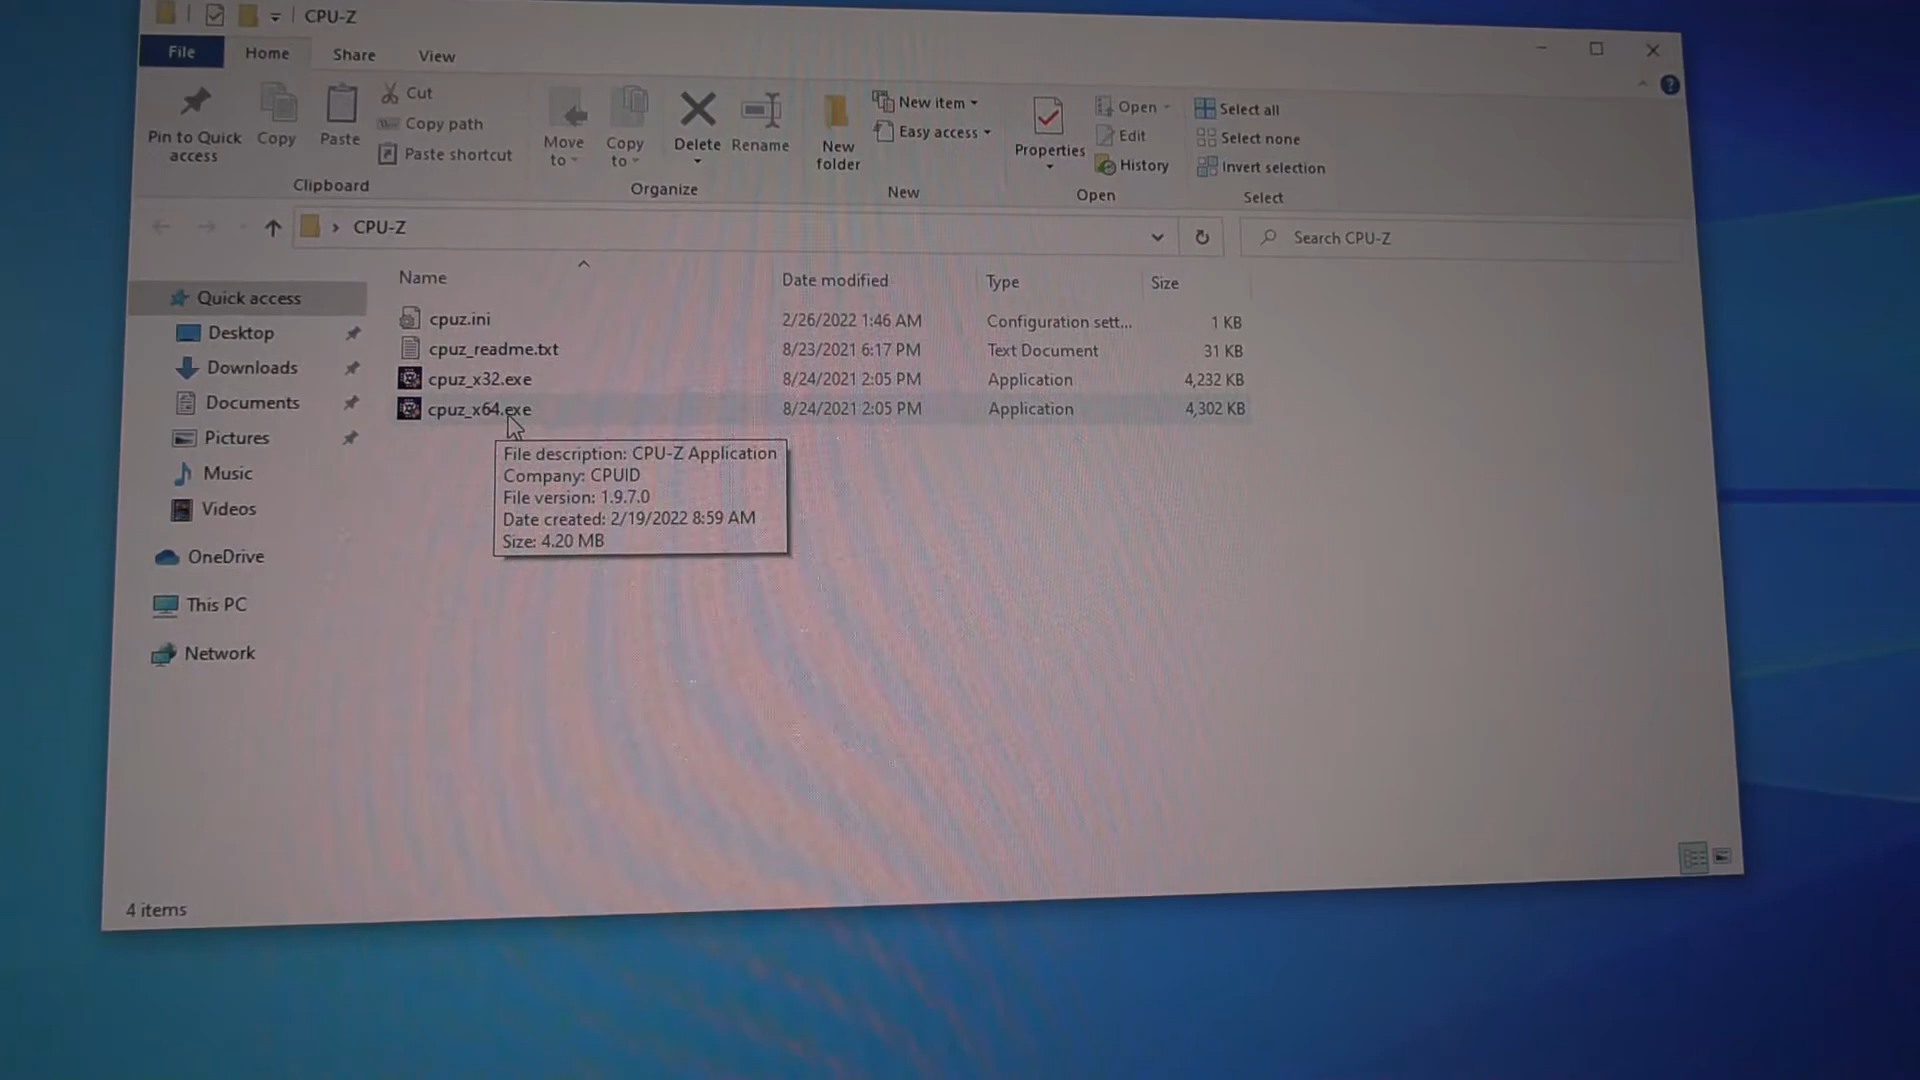 CPU-Z
File Home Share View
Pin to Quick access
Copy
Paste
Cut
Copy path
Paste shortcut
Clipboard
Move to
Copy to
Delete
Rename
Organize
New folder
New item
Easy access
New
Properties
Open
Edit
History
Open
Select all
Select none
Invert selection
Select
CPU-Z
Search CPU-Z
Name Date modified Type Size
cpuz.ini 2/26/2022 1:46 AM Configuration sett... 1 KB
cpuz_readme.txt 8/23/2021 6:17 PM Text Document 31 KB
cpuz_x32.exe 8/24/2021 2:05 PM Application 4,232 KB
cpuz_x64.exe 8/24/2021 2:05 PM Application 4,302 KB
File description: CPU-Z Application
Company: CPUID
File version: 1.9.7.0
Date created: 2/19/2022 8:59 AM
Size: 4.20 MB
Quick access
Desktop
Downloads
Documents
Pictures
Music
Videos
OneDrive
This PC
Network
4 items